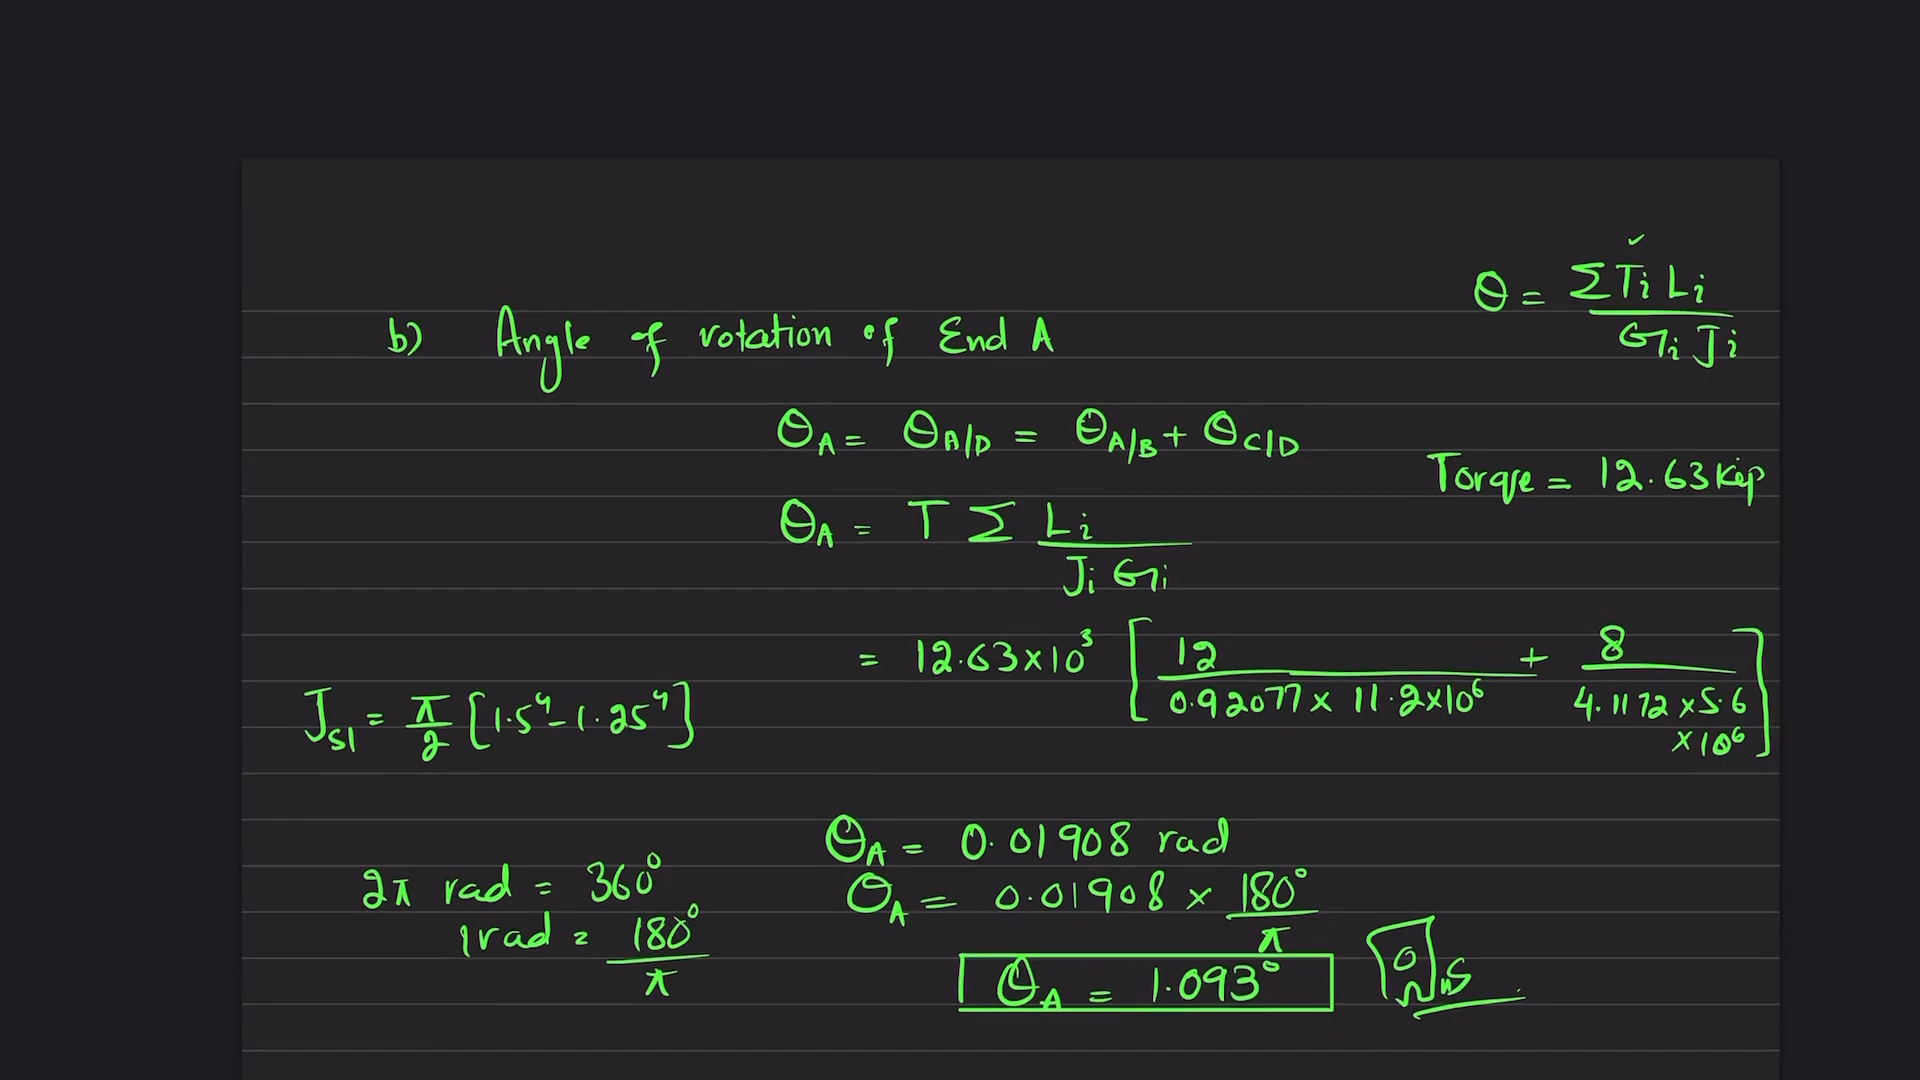 θ = ΣTi Li / Gi Ji
b) Angle of rotation of End A
θA = θA/D = θA/B + θC/D
Torqe = 12.63 Kip
θA = T Σ Li / Ji Gi
= 12.63×10³ [ 12 / 0.92077 × 11.2×10⁶ + 8 / 4.1172 × 5.6 ×10⁶ ]
Js1 = π/2 [1.5⁴ - 1.25⁴]
θA = 0.01908 rad
2π rad = 360°
θA = 0.01908 × 180° / π
1 rad = 180° / π
θA = 1.093°